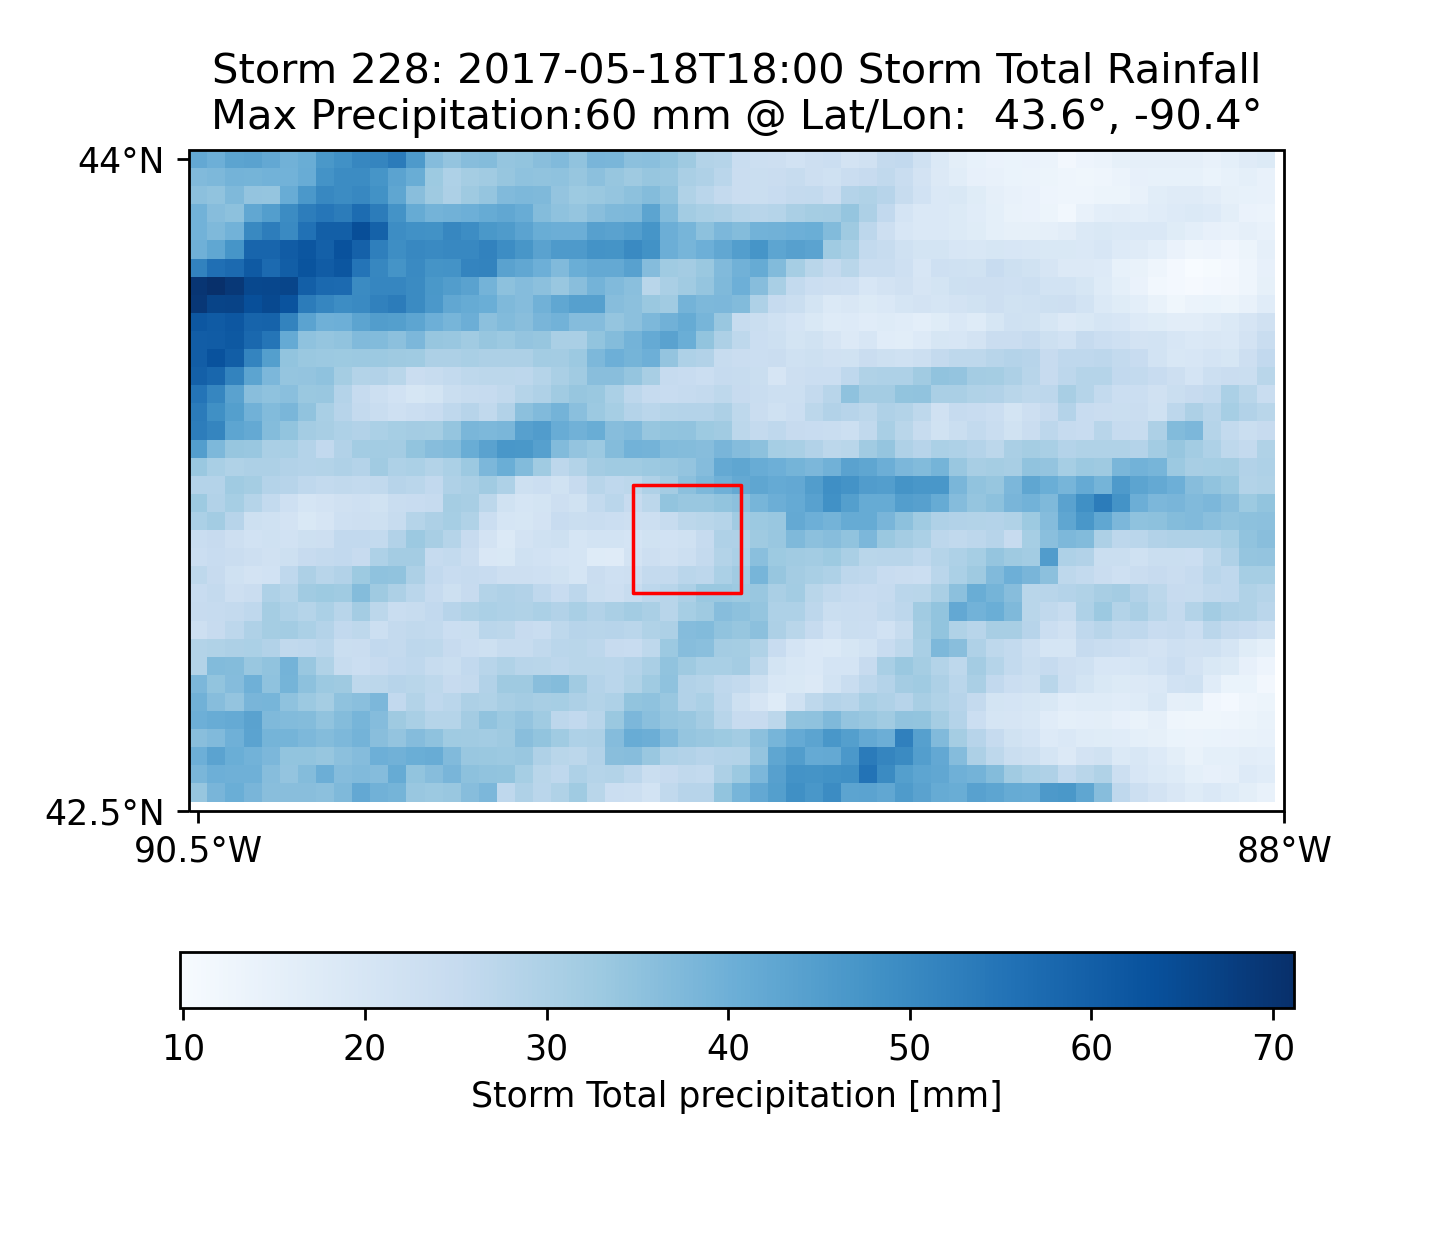 Storm 228: 2017-05-18T18:00 Storm Total Rainfall
Max Precipitation:60 mm @ Lat/Lon:  43.6°, -90.4°
44°N
42.5°N
90.5°W 88°W
10 20 30 40 50 60 70
Storm Total precipitation [mm]